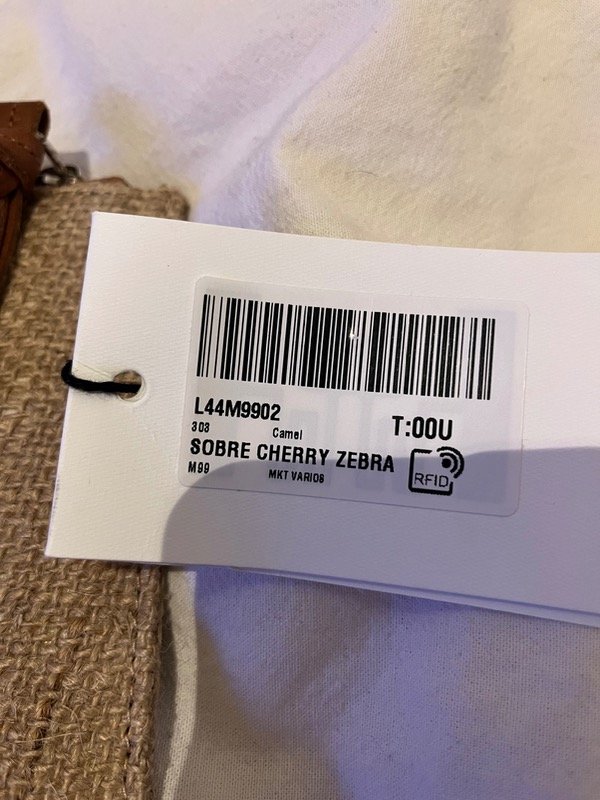 L44M9902
T:00U
303 Camel
SOBRE CHERRY ZEBRA
RFID
M99 MKT VARIOS